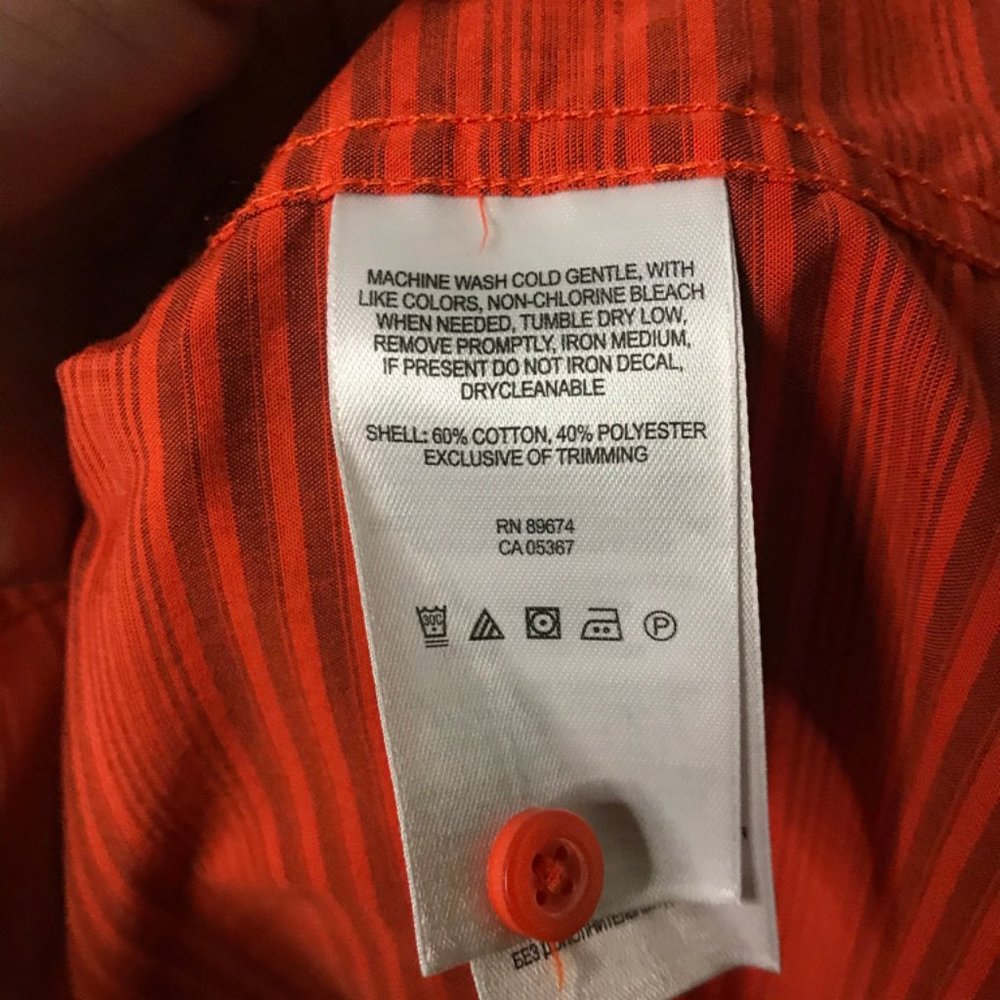 MACHINE WASH COLD GENTLE, WITH
LIKE COLORS, NON-CHLORINE BLEACH
WHEN NEEDED, TUMBLE DRY LOW,
REMOVE PROMPTLY, IRON MEDIUM,
IF PRESENT DO NOT IRON DECAL,
DRYCLEANABLE
SHELL: 60% COTTON, 40% POLYESTER
EXCLUSIVE OF TRIMMING
RN 89674
CA 05367
30C
P
БЕЗ